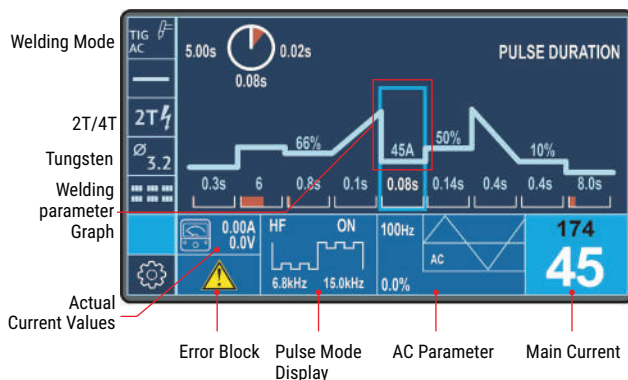 Welding Mode
2T/4T
Tungsten
Welding
parameter
Graph
Actual
Current Values
TIG
AC
5.00s
0.02s
0.08s
PULSE DURATION
2T
Ø
3.2
66%
45A
50%
10%
0.3s
6
0.8s
0.1s
0.08s
0.14s
0.4s
0.4s
8.0s
0.00A
0.0V
HF
ON
6.8kHz
15.0kHz
100Hz
AC
0.0%
174
45
Error Block
Pulse Mode
Display
AC Parameter
Main Current